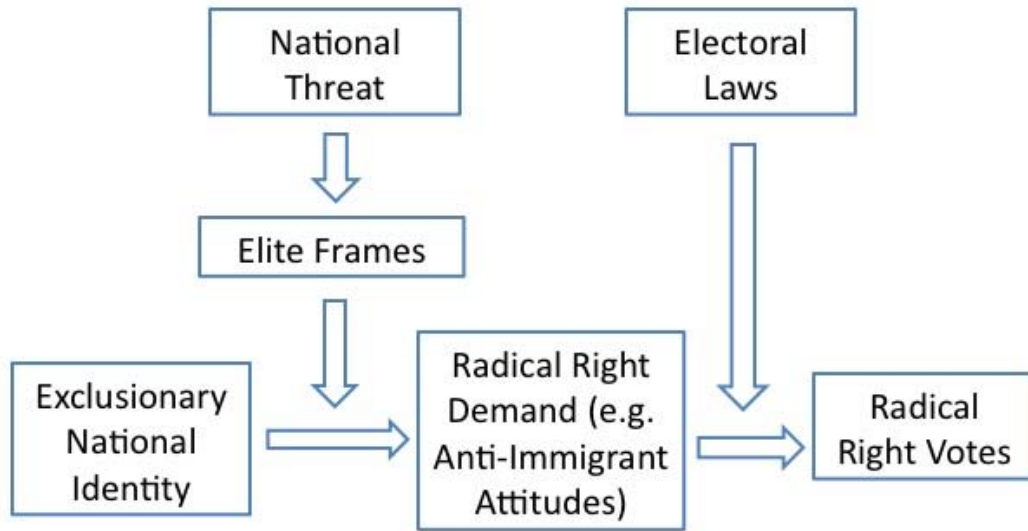 National
Threat
Electoral
Laws
Elite Frames
Exclusionary
National
Identity
Radical Right
Demand (e.g.
Anti-Immigrant
Attitudes)
Radical
Right Votes